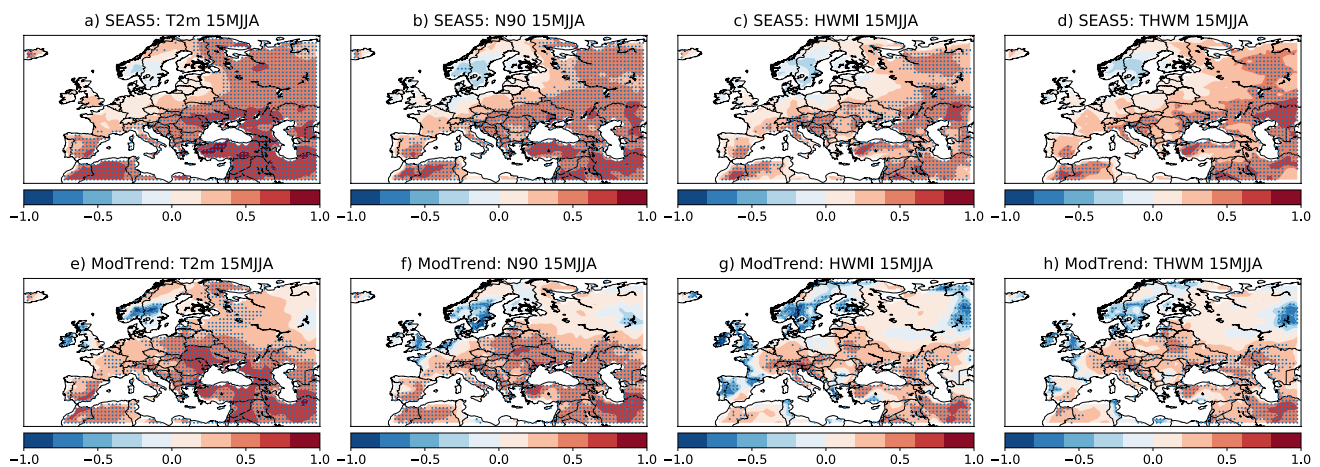 a) SEAS5: T2m 15MJJA
b) SEAS5: N90 15MJJA
c) SEAS5: HWMI 15MJJA
d) SEAS5: THWM 15MJJA
−1.0 −0.5 0.0 0.5 1.0
−1.0 −0.5 0.0 0.5 1.0
−1.0 −0.5 0.0 0.5 1.0
−1.0 −0.5 0.0 0.5 1.0
e) ModTrend: T2m 15MJJA
f) ModTrend: N90 15MJJA
g) ModTrend: HWMI 15MJJA
h) ModTrend: THWM 15MJJA
−1.0 −0.5 0.0 0.5 1.0
−1.0 −0.5 0.0 0.5 1.0
−1.0 −0.5 0.0 0.5 1.0
−1.0 −0.5 0.0 0.5 1.0